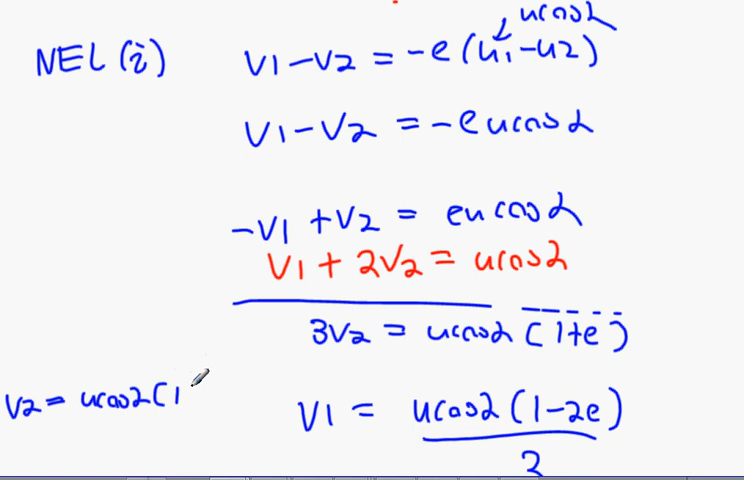 ucosα
NEL (i) V1 - V2 = -e (u1 - u2)
V1 - V2 = -eucosα
-V1 + V2 = eucosα
V1 + 2V2 = ucosα
3V2 = ucosα (1+e)
V2 = ucosα(1
V1 = ucosα (1-2e)
3